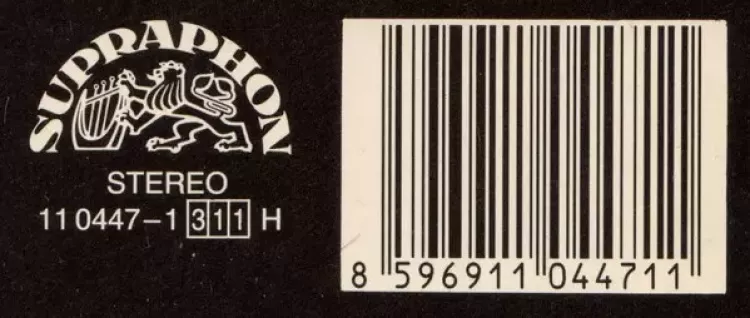 SUPRAPHON
STEREO
11 0447-1 311 H
8 596911 044711